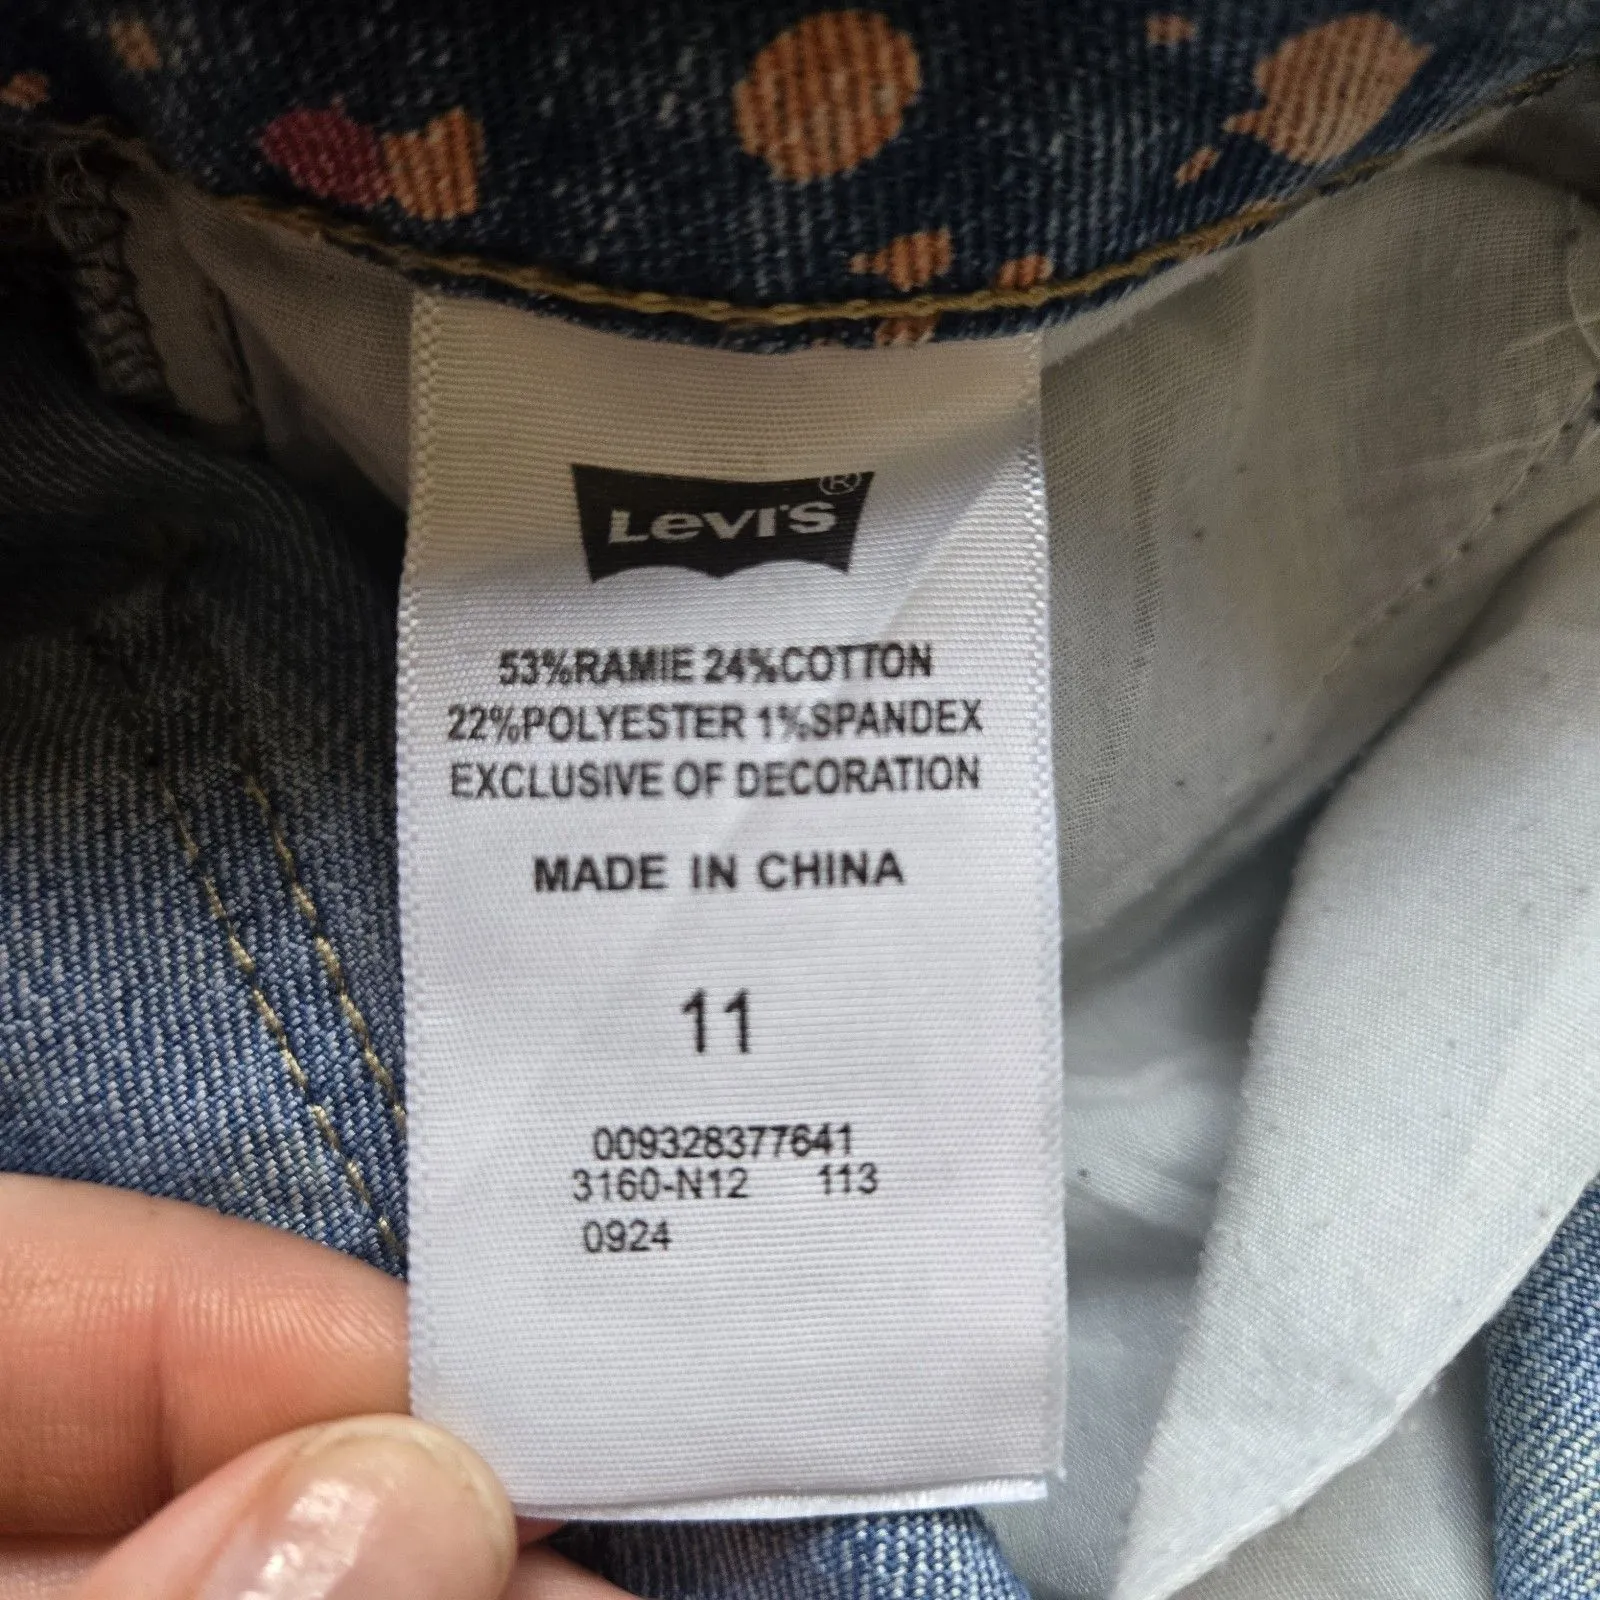 Levi's®
53%RAMIE 24%COTTON
22%POLYESTER 1%SPANDEX
EXCLUSIVE OF DECORATION
MADE IN CHINA
11
009328377641
3160-N12 113
0924